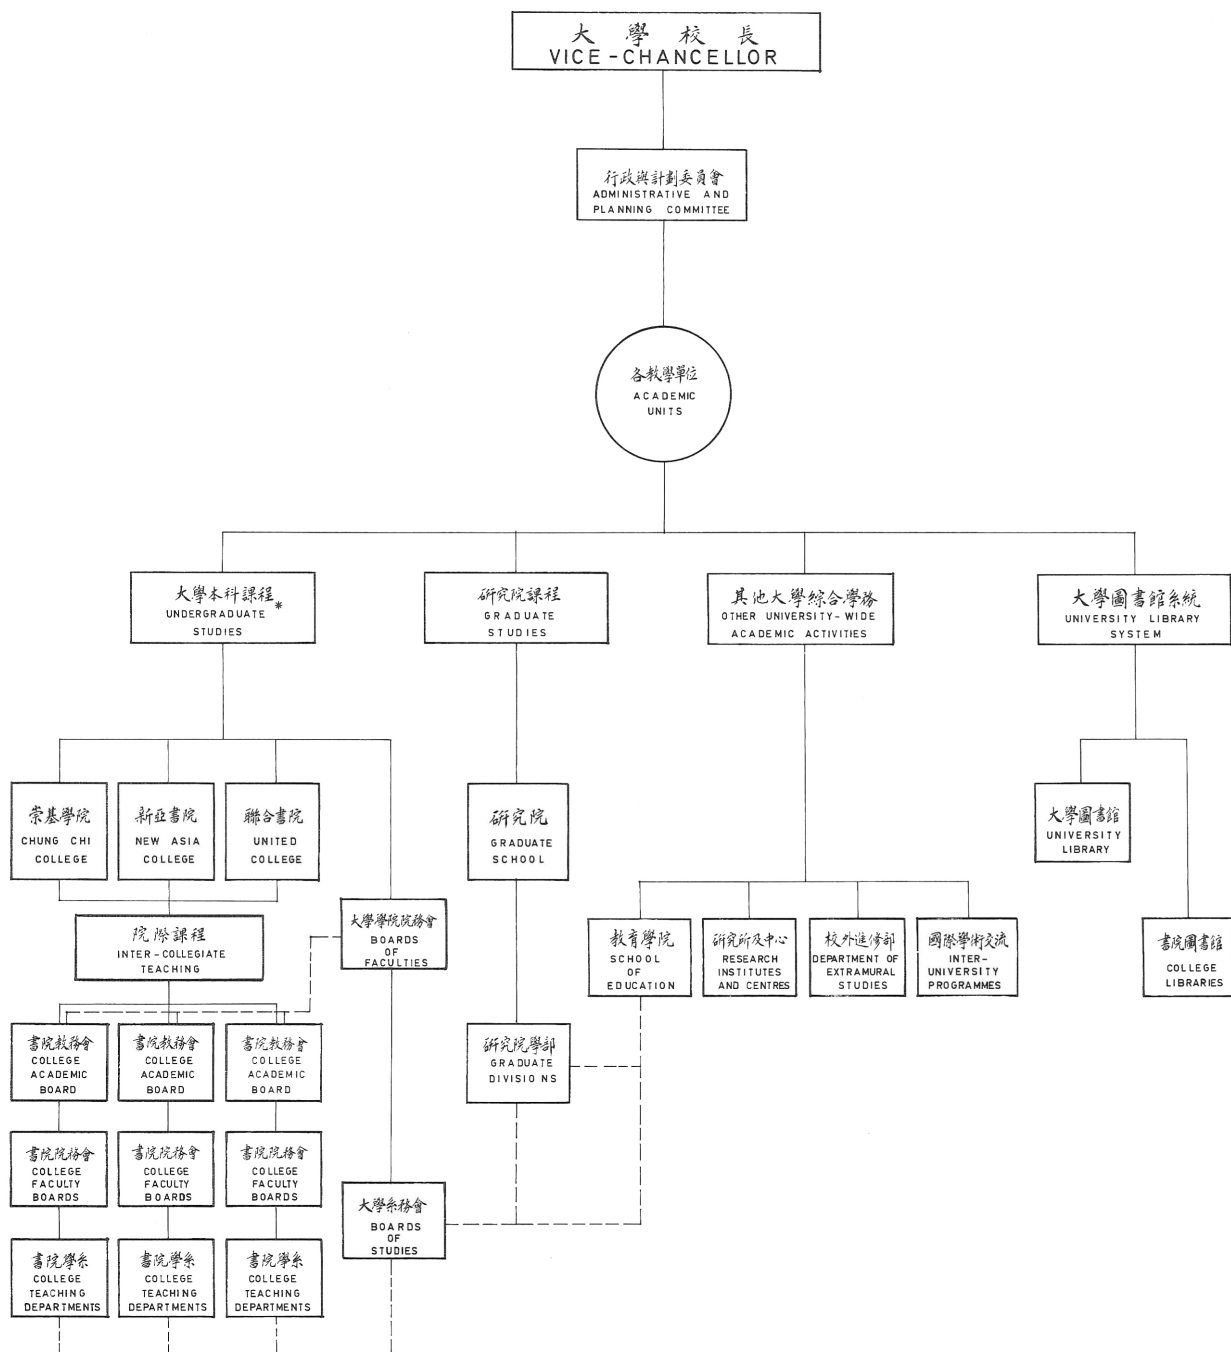 大學校長
VICE-CHANCELLOR
行政與計劃委員會
ADMINISTRATIVE AND
PLANNING COMMITTEE
各教學單位
ACADEMIC
UNITS
大學本科課程*
UNDERGRADUATE
STUDIES
研究院課程
GRADUATE
STUDIES
其他大學綜合學務
OTHER UNIVERSITY-WIDE
ACADEMIC ACTIVITIES
大學圖書館系統
UNIVERSITY LIBRARY
SYSTEM
崇基學院
CHUNG CHI
COLLEGE
新亞書院
NEW ASIA
COLLEGE
聯合書院
UNITED
COLLEGE
研究院
GRADUATE
SCHOOL
大學圖書館
UNIVERSITY
LIBRARY
院際課程
INTER-COLLEGIATE
TEACHING
大學學院院務會
BOARDS
OF
FACULTIES
教育學院
SCHOOL
OF
EDUCATION
研究所及中心
RESEARCH
INSTITUTES
AND CENTRES
校外進修部
DEPARTMENT OF
EXTRAMURAL
STUDIES
國際學術交流
INTER-
UNIVERSITY
PROGRAMMES
書院圖書館
COLLEGE
LIBRARIES
書院教務會
COLLEGE
ACADEMIC
BOARD
書院教務會
COLLEGE
ACADEMIC
BOARD
書院教務會
COLLEGE
ACADEMIC
BOARD
研究院學部
GRADUATE
DIVISIONS
書院院務會
COLLEGE
FACULTY
BOARDS
書院院務會
COLLEGE
FACULTY
BOARDS
書院院務會
COLLEGE
FACULTY
BOARDS
大學系務會
BOARDS
OF
STUDIES
書院學系
COLLEGE
TEACHING
DEPARTMENTS
書院學系
COLLEGE
TEACHING
DEPARTMENTS
書院學系
COLLEGE
TEACHING
DEPARTMENTS